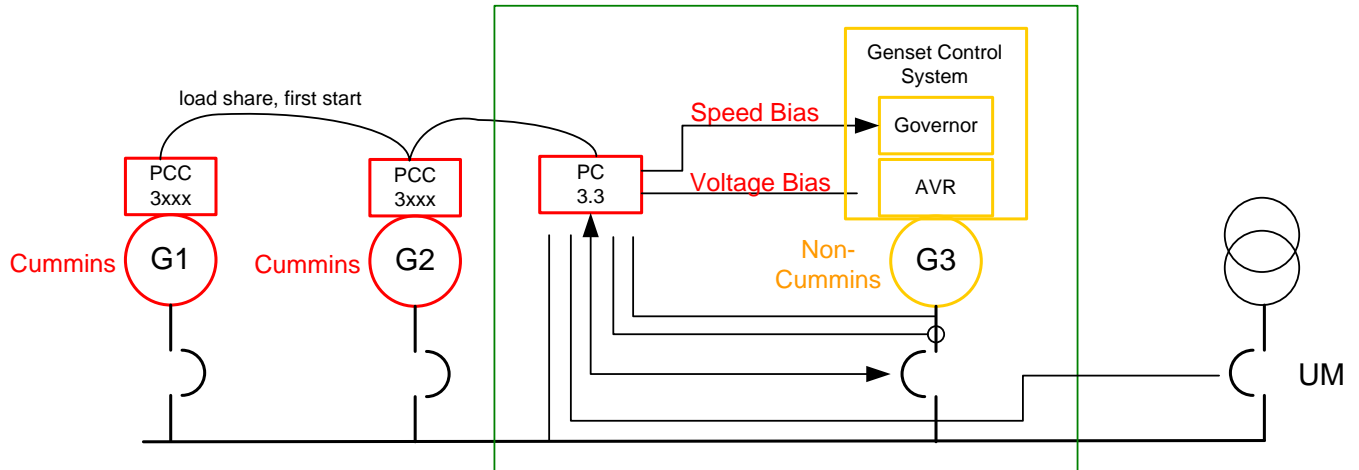 Genset Control
System
load share, first start
Speed Bias
Governor
PCC
3xxx
PCC
3xxx
PC
3.3
Voltage Bias
AVR
Cummins
G1
Cummins
G2
Non-
Cummins
G3
UM